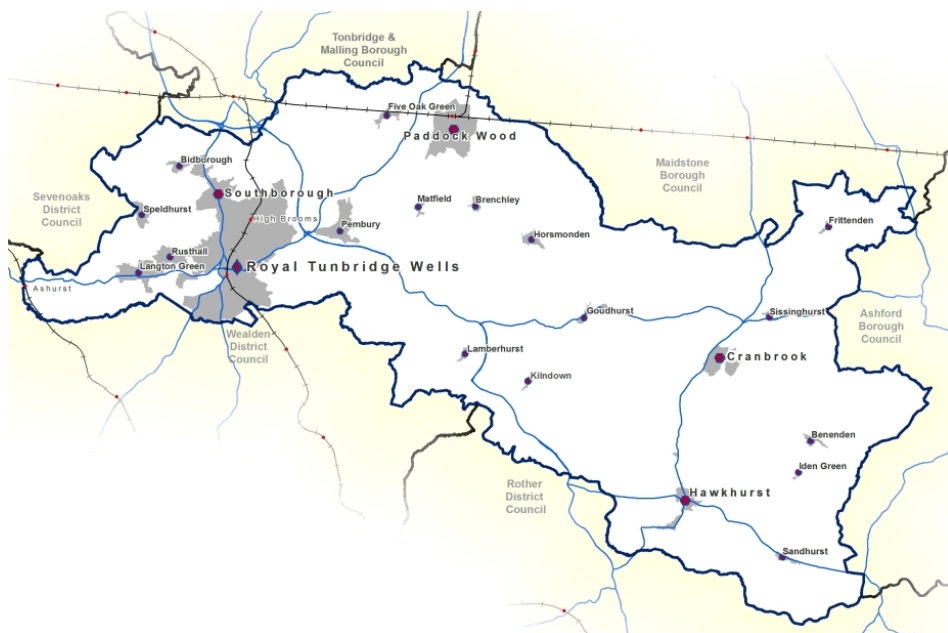 Tonbridge &
Malling Borough
Council
Five Oak Green
Paddock Wood
Bidborough
Maidstone
Borough
Council
Sevenoaks
District
Council
Southborough
Speldhurst
Matfield
Brenchley
High Brooms
Pembury
Frittenden
Horsmonden
Rusthall
Langton Green
Royal Tunbridge Wells
Ashurst
Goudhurst
Sissinghurst
Ashford
Borough
Council
Wealden
District
Council
Lamberhurst
Cranbrook
Kilndown
Benenden
Iden Green
Rother
District
Council
Hawkhurst
Sandhurst